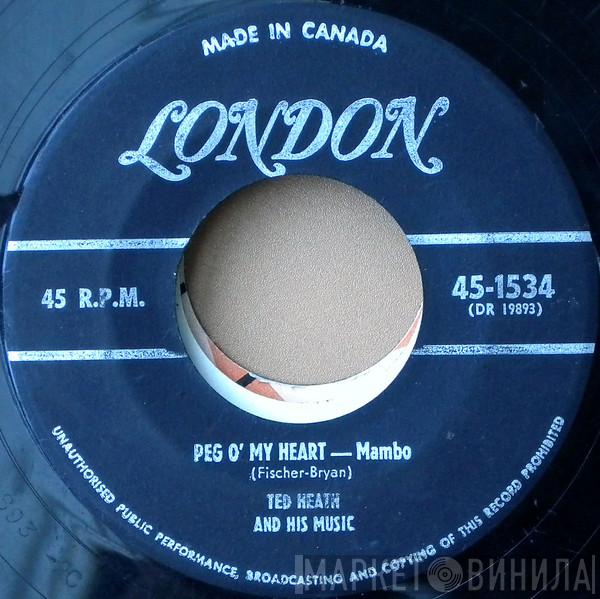 MADE IN CANADA
LONDON
45 R.P.M.
45-1534
(DR 19893)
PEG O' MY HEART — Mambo
(Fischer-Bryan)
TED HEATH
AND HIS MUSIC
UNAUTHORISED PUBLIC PERFORMANCE, BROADCASTING AND COPYING OF THIS RECORD PROHIBITED
МАРКЕТ ВИНИЛА